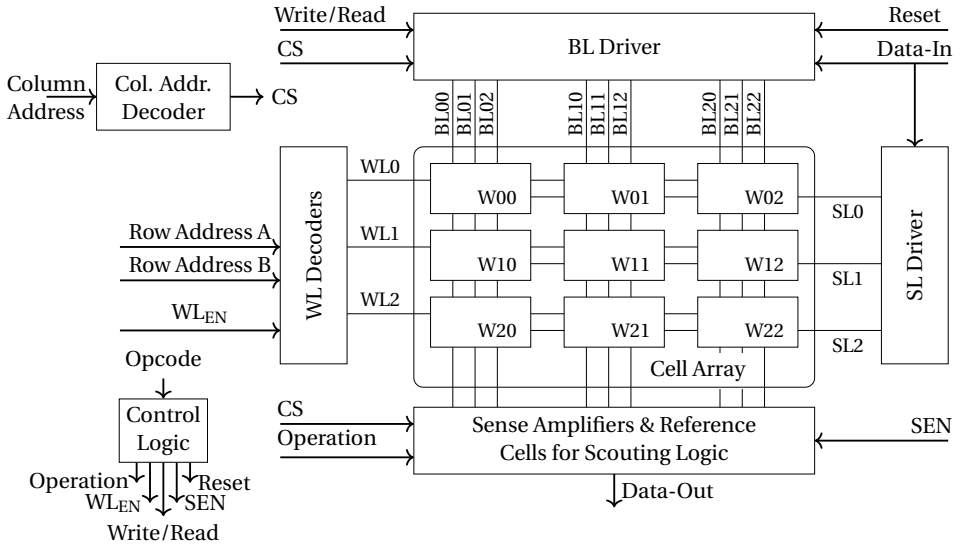 Write/Read
CS
BL Driver
Reset
Data-In
Column
Address
Col. Addr.
Decoder
CS
BL00
BL01
BL02
BL10
BL11
BL12
BL20
BL21
BL22
WL Decoders
WL0
WL1
WL2
W00
W01
W02
W10
W11
W12
W20
W21
W22
SL0
SL1
SL2
SL Driver
Row Address A
Row Address B
WL_EN
Cell Array
Opcode
Control
Logic
Operation
WL_EN
Write/Read
SEN
Reset
CS
Operation
Sense Amplifiers & Reference
Cells for Scouting Logic
SEN
Data-Out